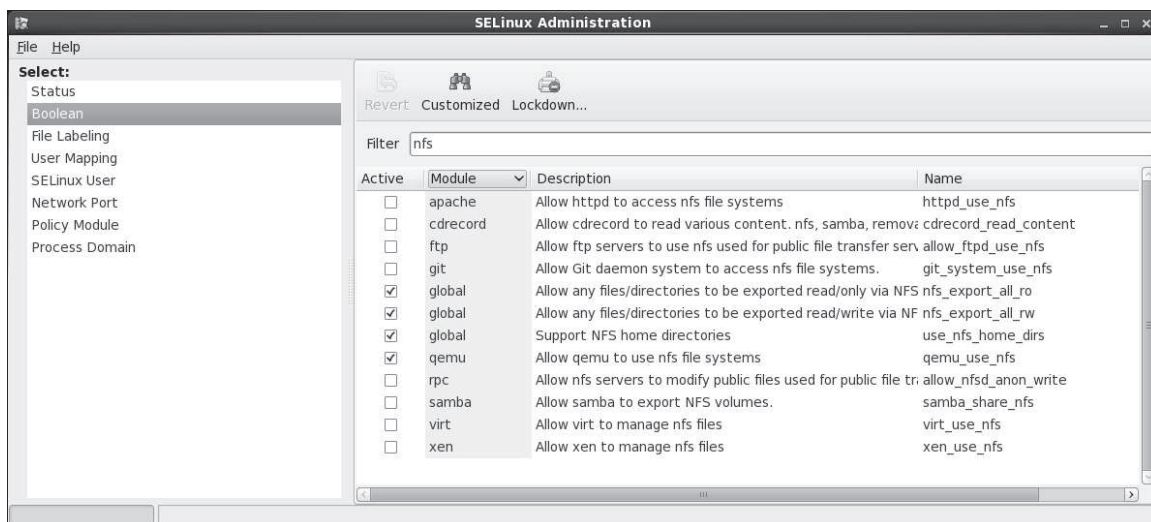 SELinux Administration
File Help
Select:
Status
Boolean
File Labeling
User Mapping
SELinux User
Network Port
Policy Module
Process Domain
Revert Customized Lockdown...
Filter nfs
Active Module Description Name
apache Allow httpd to access nfs file systems httpd_use_nfs
cdrecord Allow cdrecord to read various content. nfs, samba, remova cdrecord_read_content
ftp Allow ftp servers to use nfs used for public file transfer serv allow_ftpd_use_nfs
git Allow Git daemon system to access nfs file systems. git_system_use_nfs
global Allow any files/directories to be exported read/only via NFS nfs_export_all_ro
global Allow any files/directories to be exported read/write via NF nfs_export_all_rw
global Support NFS home directories use_nfs_home_dirs
qemu Allow qemu to use nfs file systems qemu_use_nfs
rpc Allow nfs servers to modify public files used for public file tra allow_nfsd_anon_write
samba Allow samba to export NFS volumes. samba_share_nfs
virt Allow virt to manage nfs files virt_use_nfs
xen Allow xen to manage nfs files xen_use_nfs